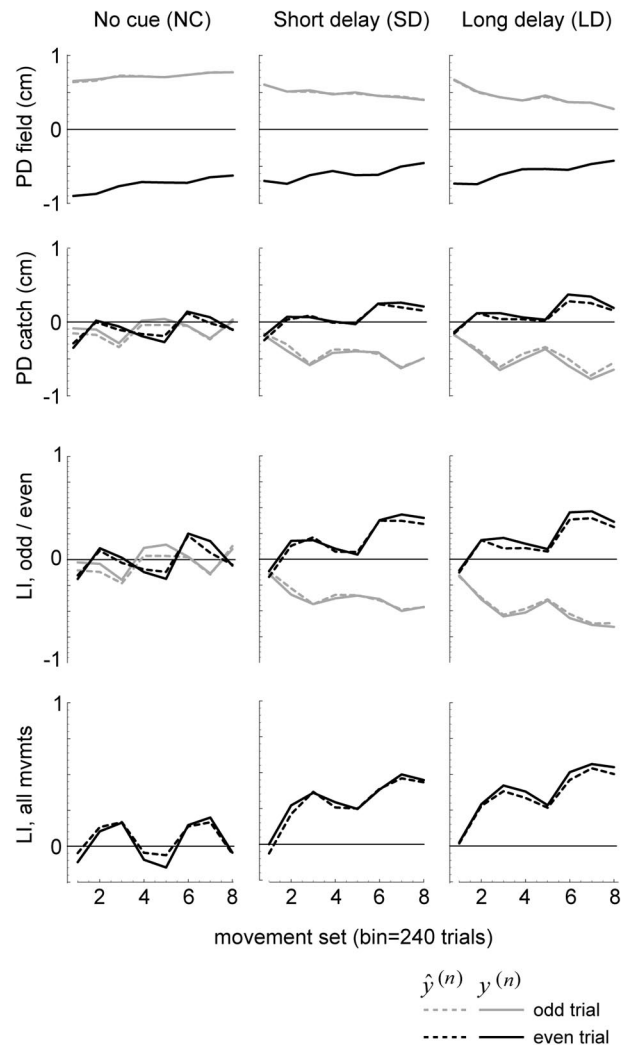 No cue (NC) Short delay (SD) Long delay (LD)
PD field (cm)
1
0
-1
PD catch (cm)
1
0
-1
LI, odd / even
1
0
-1
LI, all mvmts
1
0
2 4 6 8 2 4 6 8 2 4 6 8
movement set (bin=240 trials)
ŷ⁽ⁿ⁾ y⁽ⁿ⁾
odd trial
even trial